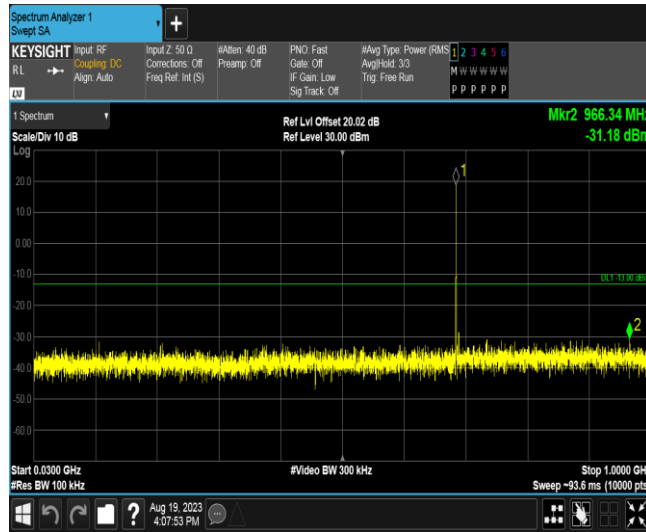 Spectrum Analyzer 1
Swept SA
+
KEYSIGHT Input: RF Input Z: 50 Ω #Atten: 40 dB PNO: Fast #Avg Type: Power (RMS 1 2 3 4 5 6
RL Coupling: DC Corrections: Off Preamp: Off Gate: Off Avg|Hold: 3/3 M W W W W W
Align: Auto Freq Ref: Int (S) IF Gain: Low Trig: Free Run
LXI Sig Track: Off P P P P P P
1 Spectrum Ref Lvl Offset 20.02 dB Mkr2 966.34 MHz
Scale/Div 10 dB Ref Level 30.00 dBm -31.18 dBm
Log
1
20.0
10.0
0.00
-10.0
DL1 -13.00 dBm
-20.0
2
-30.0
-40.0
-50.0
-60.0
Start 0.0300 GHz #Video BW 300 kHz Stop 1.0000 GHz
#Res BW 100 kHz Sweep ~93.6 ms (10000 pts
? Aug 19, 2023
4:07:53 PM